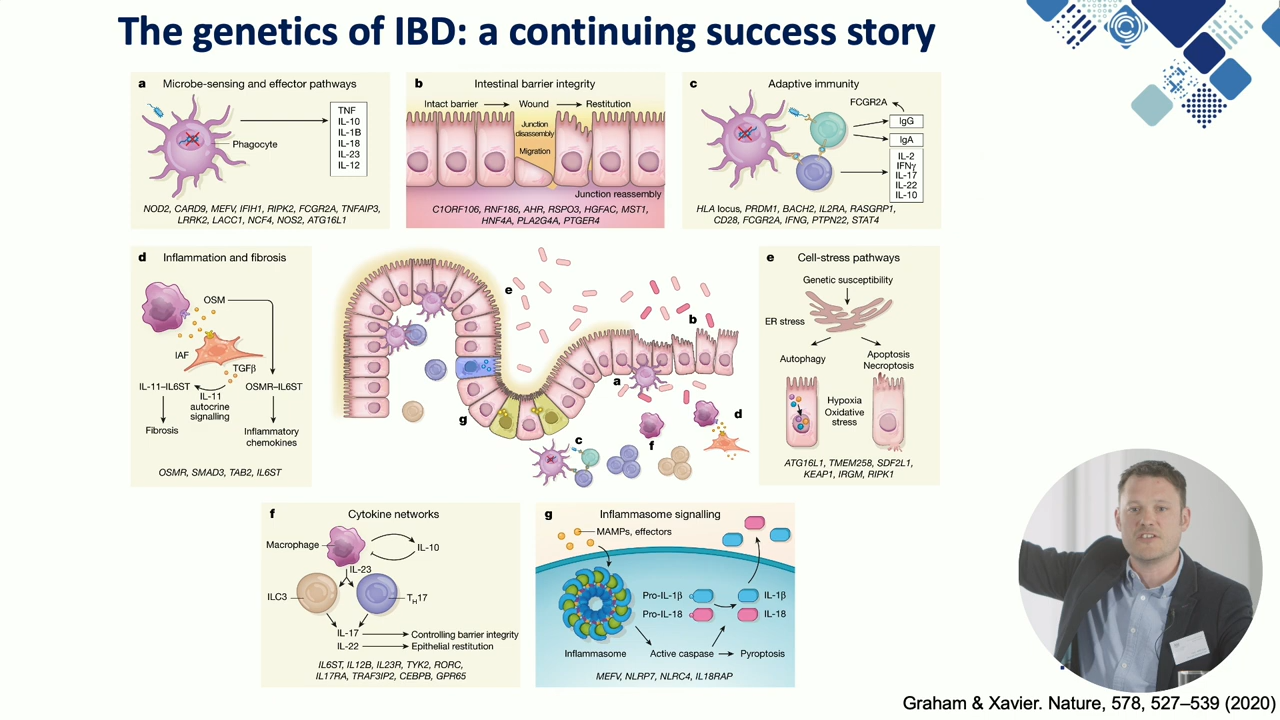 The genetics of IBD: a continuing success story
a Microbe-sensing and effector pathways
TNF
IL-10
IL-1B
IL-18
IL-23
IL-12
Phagocyte
NOD2, CARD9, MEFV, IFIH1, RIPK2, FCGR2A, TNFAIP3,
LRRK2, LACC1, NCF4, NOS2, ATG16L1
b Intestinal barrier integrity
Intact barrier Wound Restitution
Junction
disassembly
Migration
Junction reassembly
C1ORF106, RNF186, AHR, RSPO3, HGFAC, MST1,
HNF4A, PLA2G4A, PTGER4
c Adaptive immunity
FCGR2A
IgG
IgA
IL-2
IFNγ
IL-17
IL-22
IL-10
HLA locus, PRDM1, BACH2, IL2RA, RASGRP1,
CD28, FCGR2A, IFNG, PTPN22, STAT4
d Inflammation and fibrosis
OSM
IAF
TGFβ
IL-11–IL6ST OSMR–IL6ST
IL-11
autocrine
signalling
Fibrosis
Inflammatory
chemokines
OSMR, SMAD3, TAB2, IL6ST
e
b
a
g
d
c
f
e Cell-stress pathways
Genetic susceptibility
ER stress
Autophagy
Apoptosis
Necroptosis
Hypoxia
Oxidative
stress
ATG16L1, TMEM258, SDF2L1,
KEAP1, IRGM, RIPK1
f Cytokine networks
Macrophage
IL-10
IL-23
ILC3
TH17
IL-17 Controlling barrier integrity
IL-22 Epithelial restitution
IL6ST, IL12B, IL23R, TYK2, RORC,
IL17RA, TRAF3IP2, CEBPB, GPR65
g Inflammasome signalling
MAMPs, effectors
Pro-IL-1β IL-1β
Pro-IL-18 IL-18
Inflammasome Active caspase Pyroptosis
MEFV, NLRP7, NLRC4, IL18RAP
Graham & Xavier. Nature, 578, 527–539 (2020)